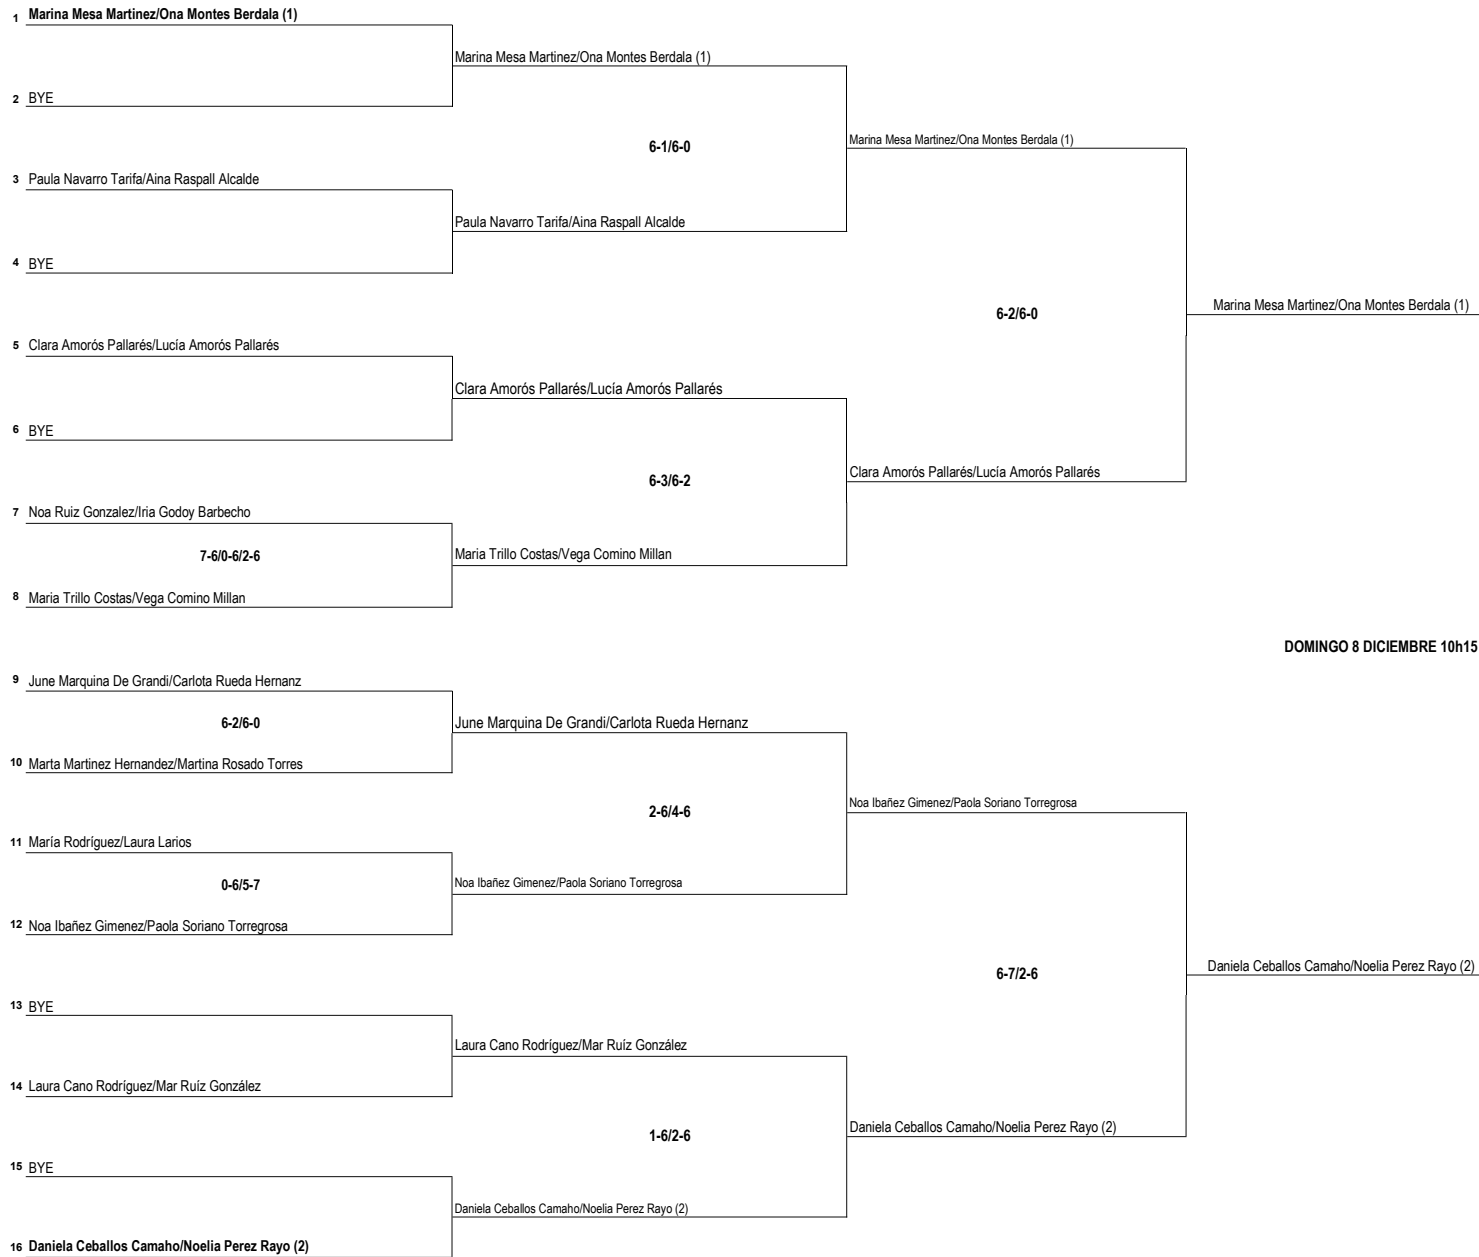 1 Marina Mesa Martinez/Ona Montes Berdala (1)
Marina Mesa Martinez/Ona Montes Berdala (1)
2 BYE
6-1/6-0
Marina Mesa Martinez/Ona Montes Berdala (1)
3 Paula Navarro Tarifa/Aina Raspall Alcalde
Paula Navarro Tarifa/Aina Raspall Alcalde
4 BYE
6-2/6-0
Marina Mesa Martinez/Ona Montes Berdala (1)
5 Clara Amorós Pallarés/Lucía Amorós Pallarés
Clara Amorós Pallarés/Lucía Amorós Pallarés
6 BYE
6-3/6-2
Clara Amorós Pallarés/Lucía Amorós Pallarés
7 Noa Ruiz Gonzalez/Iria Godoy Barbecho
7-6/0-6/2-6
Maria Trillo Costas/Vega Comino Millan
8 Maria Trillo Costas/Vega Comino Millan
DOMINGO 8 DICIEMBRE 10h15
9 June Marquina De Grandi/Carlota Rueda Hernanz
6-2/6-0
June Marquina De Grandi/Carlota Rueda Hernanz
10 Marta Martinez Hernandez/Martina Rosado Torres
2-6/4-6
Noa Ibañez Gimenez/Paola Soriano Torregrosa
11 María Rodríguez/Laura Larios
0-6/5-7
Noa Ibañez Gimenez/Paola Soriano Torregrosa
12 Noa Ibañez Gimenez/Paola Soriano Torregrosa
6-7/2-6
Daniela Ceballos Camaho/Noelia Perez Rayo (2)
13 BYE
Laura Cano Rodríguez/Mar Ruíz González
14 Laura Cano Rodríguez/Mar Ruíz González
1-6/2-6
Daniela Ceballos Camaho/Noelia Perez Rayo (2)
15 BYE
Daniela Ceballos Camaho/Noelia Perez Rayo (2)
16 Daniela Ceballos Camaho/Noelia Perez Rayo (2)